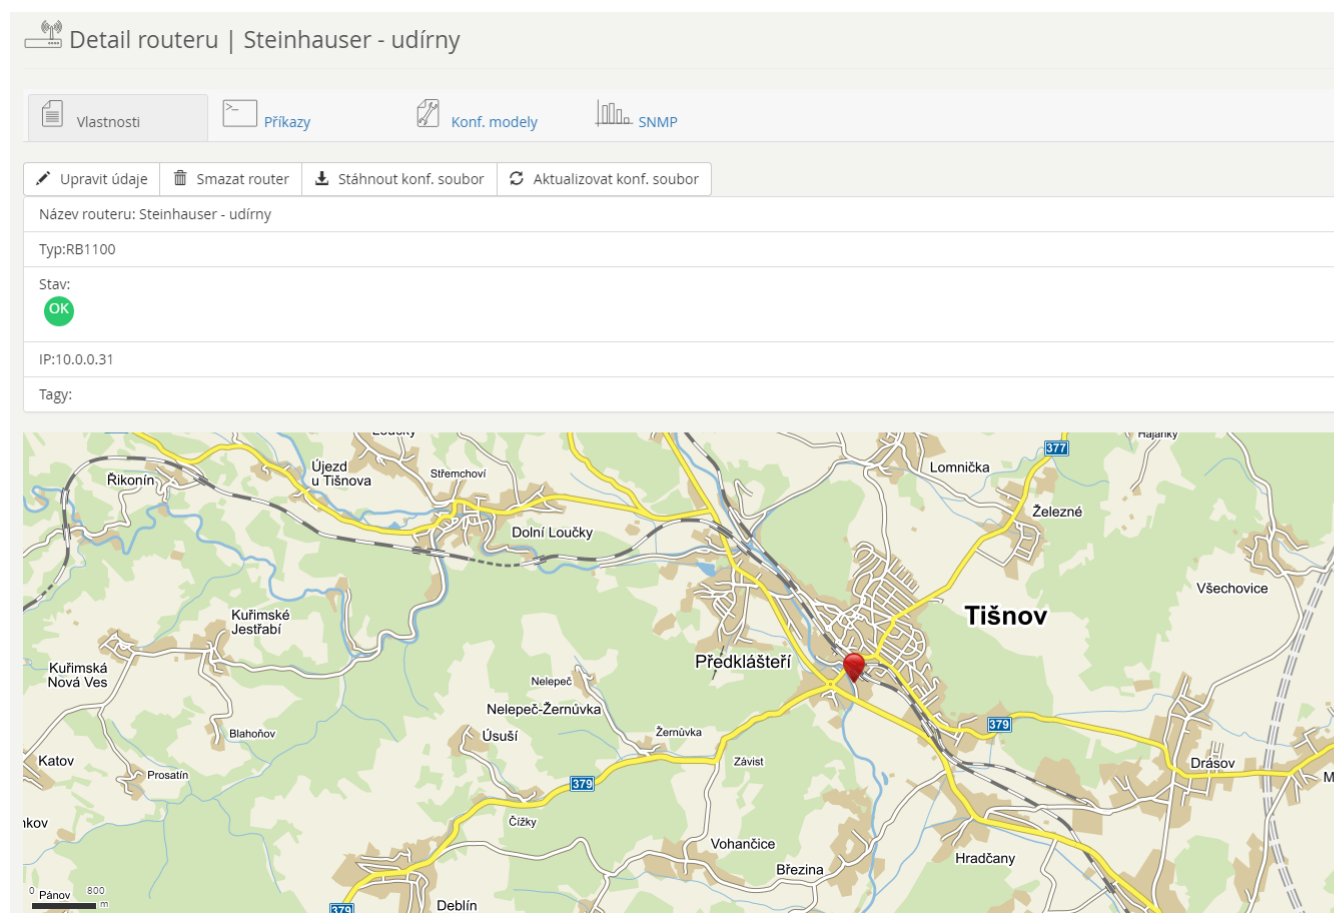 Detail routeru | Steinhauser - udírny
Vlastnosti
Příkazy
Konf. modely
SNMP
Upravit údaje
Smazat router
Stáhnout konf. soubor
Aktualizovat konf. soubor
Název routeru: Steinhauser - udírny
Typ:RB1100
Stav:
OK
IP:10.0.0.31
Tagy:
377
Lomnička
Újezd
u Tišnova
Střemchoví
Řikonín
Železné
Dolní Loučky
Všechovice
Kuřimské
Jestřabí
Tišnov
Předklášteří
Kuřimská
Nová Ves
Nelepeč
Nelepeč-Žernůvka
379
Blahoňov
Úsuší
Žernůvka
Katov
Závist
Drásov
Prosatín
379
Čížky
Vohančice
Hradčany
Březina
0 Pánov 800
m
Deblín
379